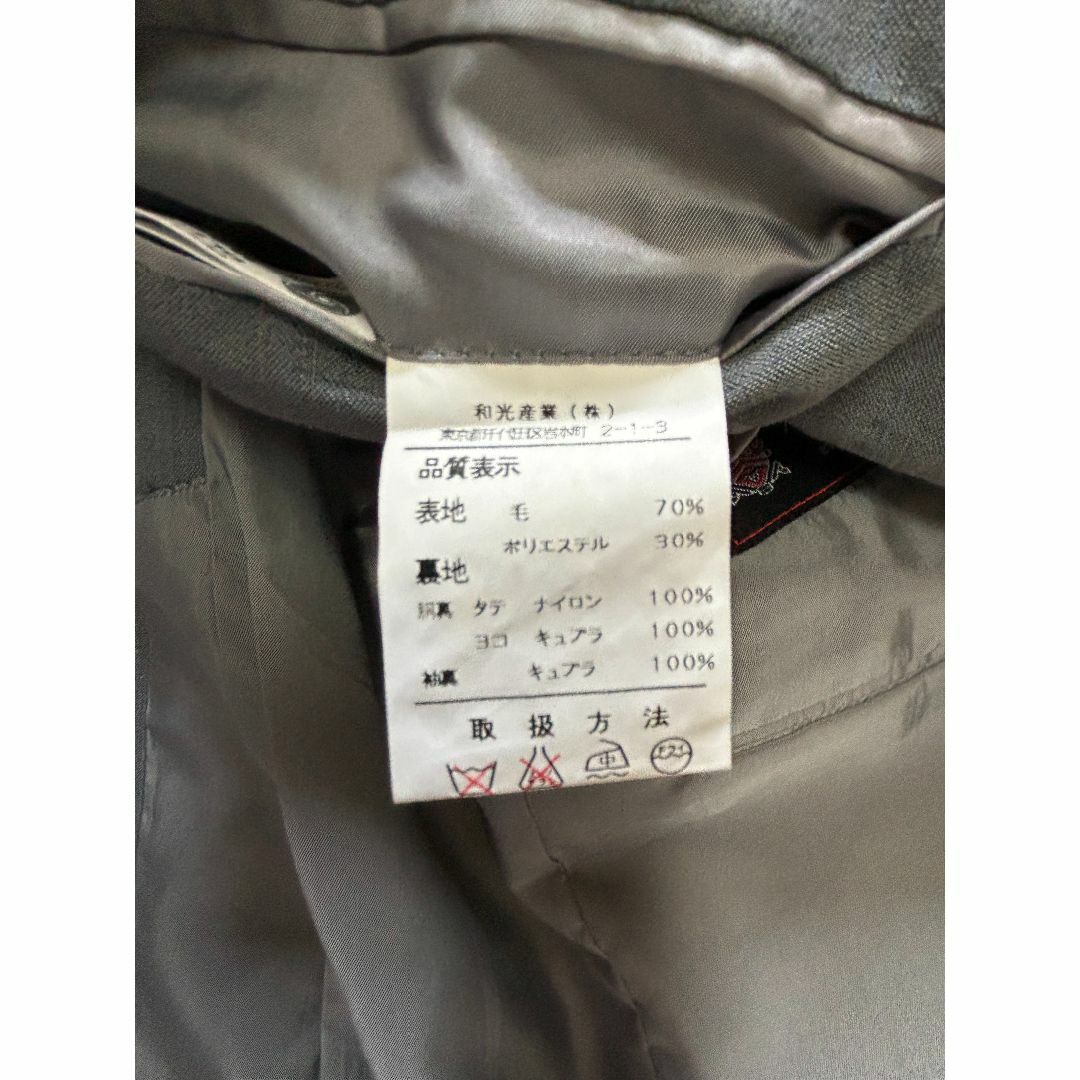 和光産業(株)
東京都千代田区岩本町 2-1-3
品質表示
表地 毛 70%
ポリエステル 30%
裏地
胴裏 タテ ナイロン 100%
ヨコ キュプラ 100%
袖裏 キュプラ 100%
取扱方法
中